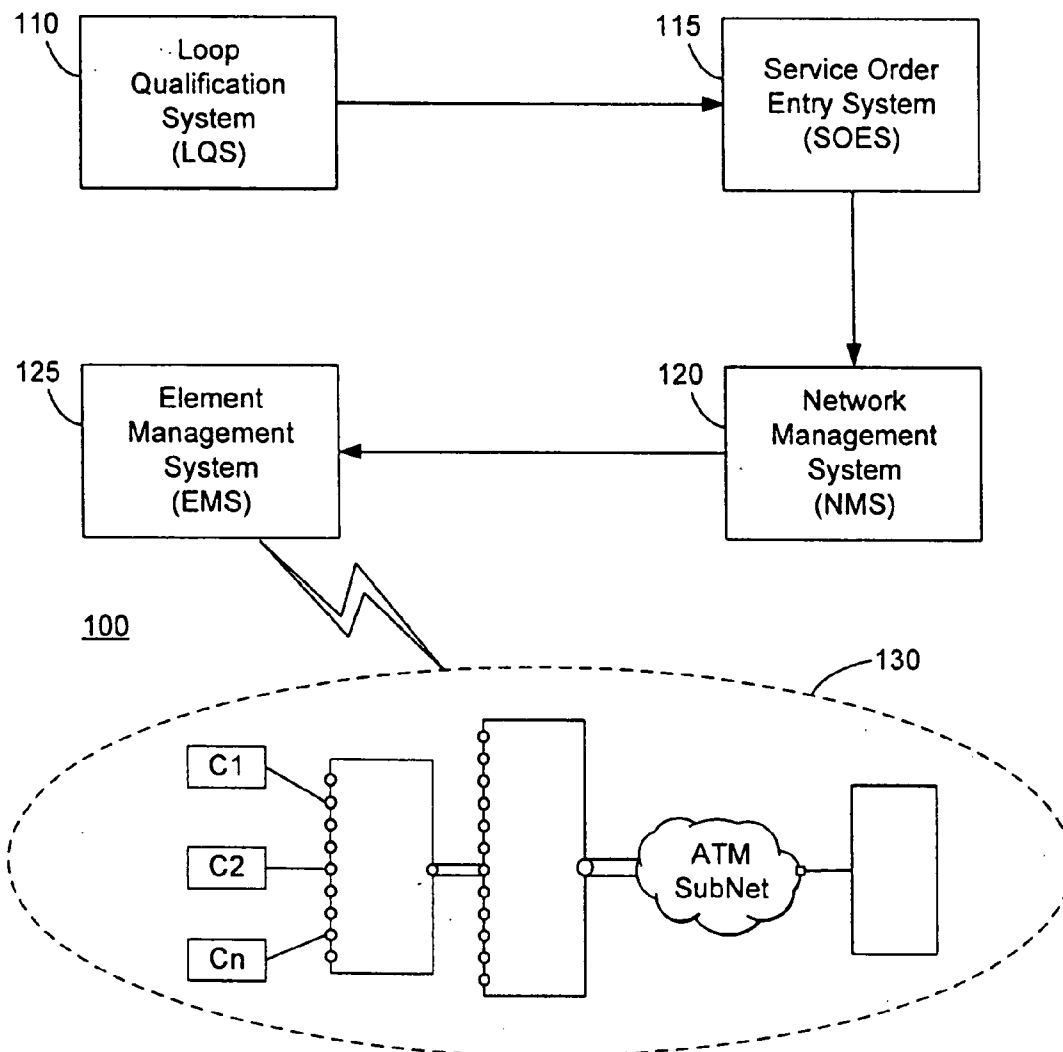 110
Loop
Qualification
System
(LQS)
115
Service Order
Entry System
(SOES)
125
Element
Management
System
(EMS)
120
Network
Management
System
(NMS)
100
130
C1
C2
Cn
ATM
SubNet